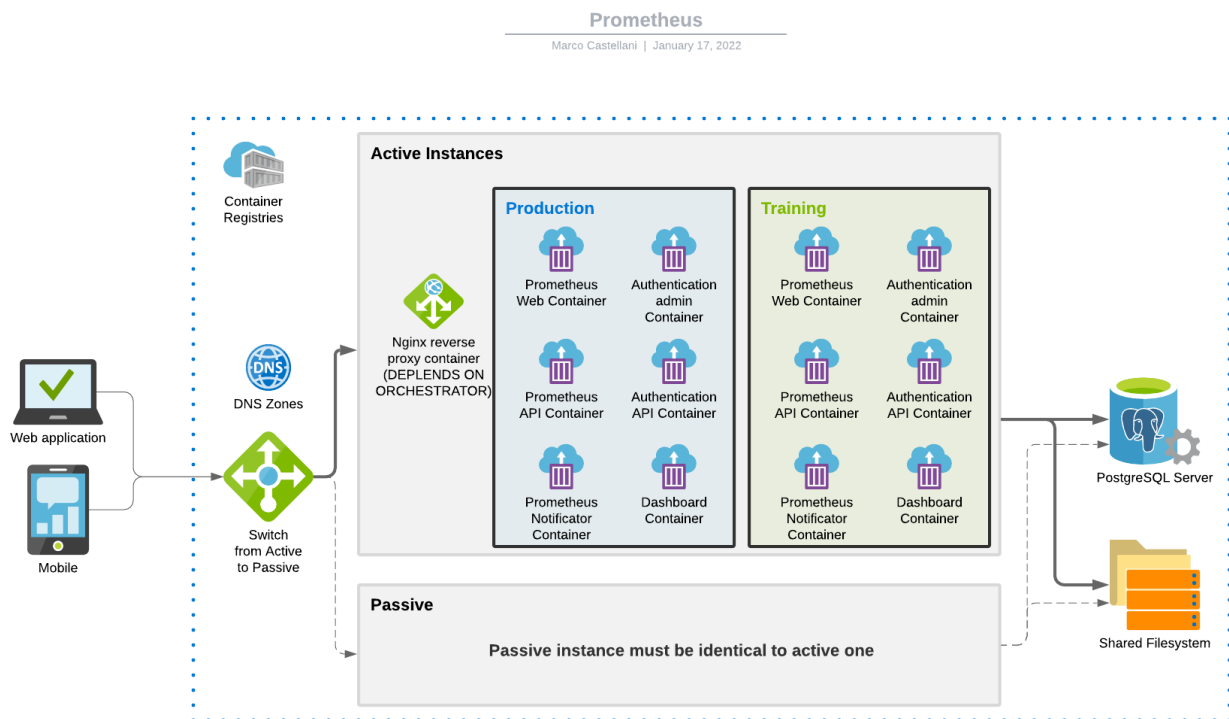 Prometheus
Marco Castellani | January 17, 2022
Container
Registries
Active Instances
Production
Training
Prometheus
Web Container
Authentication
admin
Container
Prometheus
Web Container
Authentication
admin
Container
Nginx reverse
proxy container
(DEPLENDS ON
ORCHESTRATOR)
Prometheus
API Container
Authentication
API Container
Prometheus
API Container
Authentication
API Container
DNS
DNS Zones
Web application
Prometheus
Notificator
Container
Dashboard
Container
Prometheus
Notificator
Container
Dashboard
Container
PostgreSQL Server
Switch
from Active
to Passive
Mobile
Passive
Passive instance must be identical to active one
Shared Filesystem